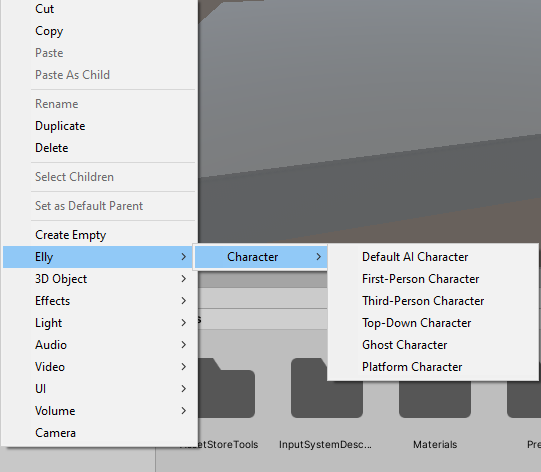 Cut
Copy
Paste
Paste As Child
Rename
Duplicate
Delete
Select Children
Set as Default Parent
Create Empty
Elly
Character
Default AI Character
3D Object
First-Person Character
Effects
Third-Person Character
Light
Top-Down Character
Audio
Ghost Character
Video
Platform Character
UI
Volume
Camera
setStoreTools
InputSystemDesc...
Materials
Pre